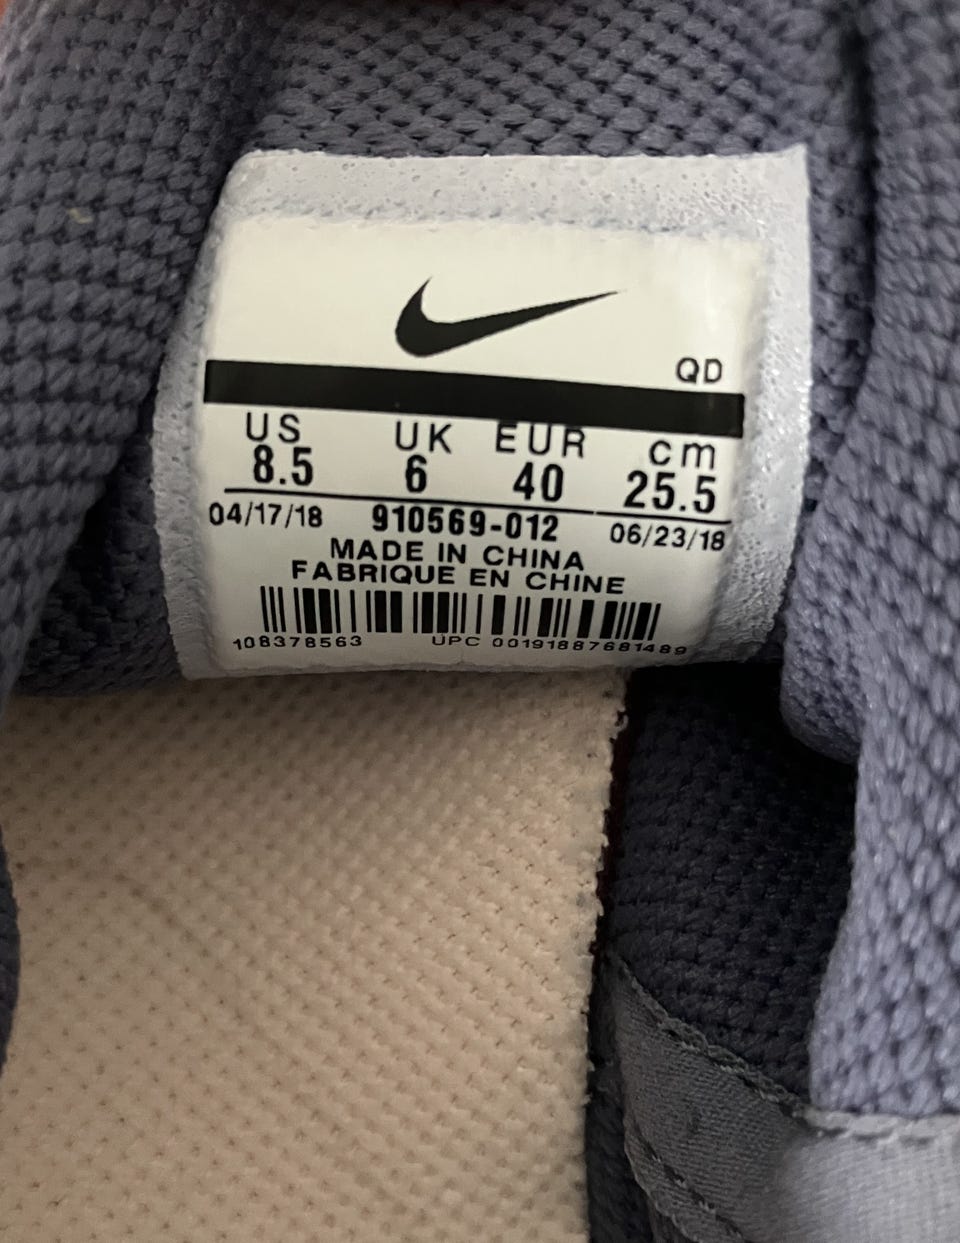 QD
US UK EUR cm
8.5 6 40 25.5
04/17/18 910569-012 06/23/18
MADE IN CHINA
FABRIQUE EN CHINE
108378563 UPC 00191887681489